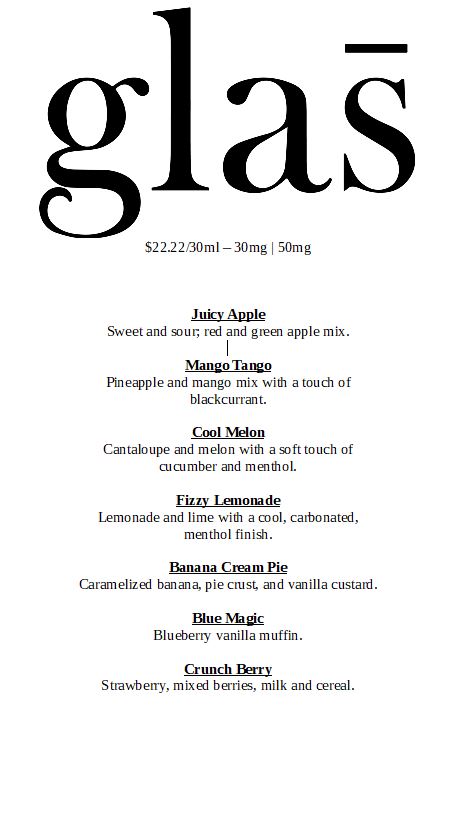 glas̄
$22.22/30ml – 30mg | 50mg
Juicy Apple
Sweet and sour; red and green apple mix.
Mango Tango
Pineapple and mango mix with a touch of
blackcurrant.
Cool Melon
Cantaloupe and melon with a soft touch of
cucumber and menthol.
Fizzy Lemonade
Lemonade and lime with a cool, carbonated,
menthol finish.
Banana Cream Pie
Caramelized banana, pie crust, and vanilla custard.
Blue Magic
Blueberry vanilla muffin.
Crunch Berry
Strawberry, mixed berries, milk and cereal.